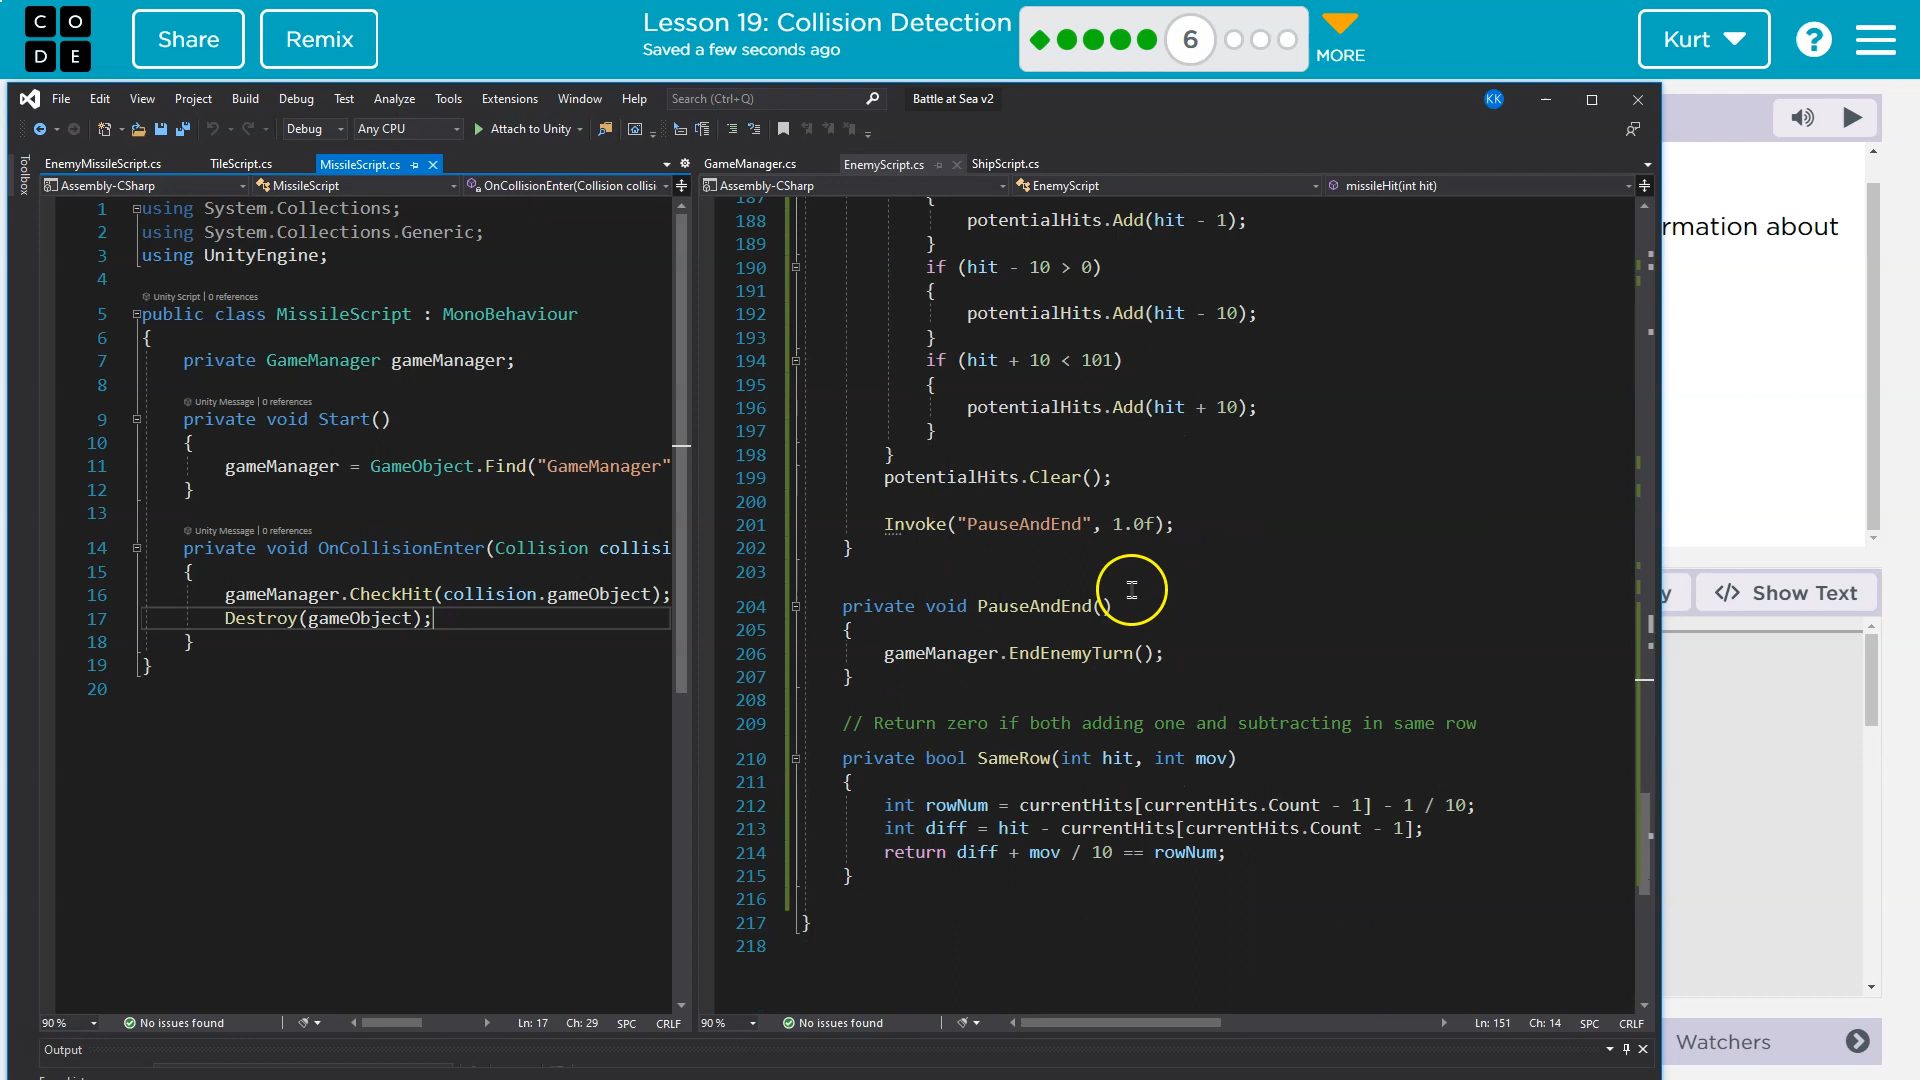 CODE
Share
Remix
Lesson 19: Collision Detection
Saved a few seconds ago
6
MORE
Kurt
?
File Edit View Project Build Debug Test Analyze Tools Extensions Window Help Search (Ctrl+Q) Battle at Sea v2 KK
Debug Any CPU Attach to Unity
Toolbox
EnemyMissileScript.cs TileScript.cs MissileScript.cs
Assembly-CSharp MissileScript OnCollisionEnter(Collision collisi
1 using System.Collections;
2 using System.Collections.Generic;
3 using UnityEngine;
4
Unity Script | 0 references
5 public class MissileScript : MonoBehaviour
6 {
7 private GameManager gameManager;
8
Unity Message | 0 references
9 private void Start()
10 {
11 gameManager = GameObject.Find("GameManager"
12 }
13
Unity Message | 0 references
14 private void OnCollisionEnter(Collision collisi
15 {
16 gameManager.CheckHit(collision.gameObject);
17 Destroy(gameObject);
18 }
19 }
20
90 % No issues found Ln: 17 Ch: 29 SPC CRLF
GameManager.cs EnemyScript.cs ShipScript.cs
Assembly-CSharp EnemyScript missileHit(int hit)
187 {
188 potentialHits.Add(hit - 1);
189 }
190 if (hit - 10 > 0)
191 {
192 potentialHits.Add(hit - 10);
193 }
194 if (hit + 10 < 101)
195 {
196 potentialHits.Add(hit + 10);
197 }
198 }
199 potentialHits.Clear();
200
201 Invoke("PauseAndEnd", 1.0f);
202 }
203
204 private void PauseAndEnd()
205 {
206 gameManager.EndEnemyTurn();
207 }
208
209 // Return zero if both adding one and subtracting in same row
210 private bool SameRow(int hit, int mov)
211 {
212 int rowNum = currentHits[currentHits.Count - 1] - 1 / 10;
213 int diff = hit - currentHits[currentHits.Count - 1];
214 return diff + mov / 10 == rowNum;
215 }
216
217 }
218
90 % No issues found Ln: 151 Ch: 14 SPC CRLF
Output
rmation about
y
</> Show Text
Watchers